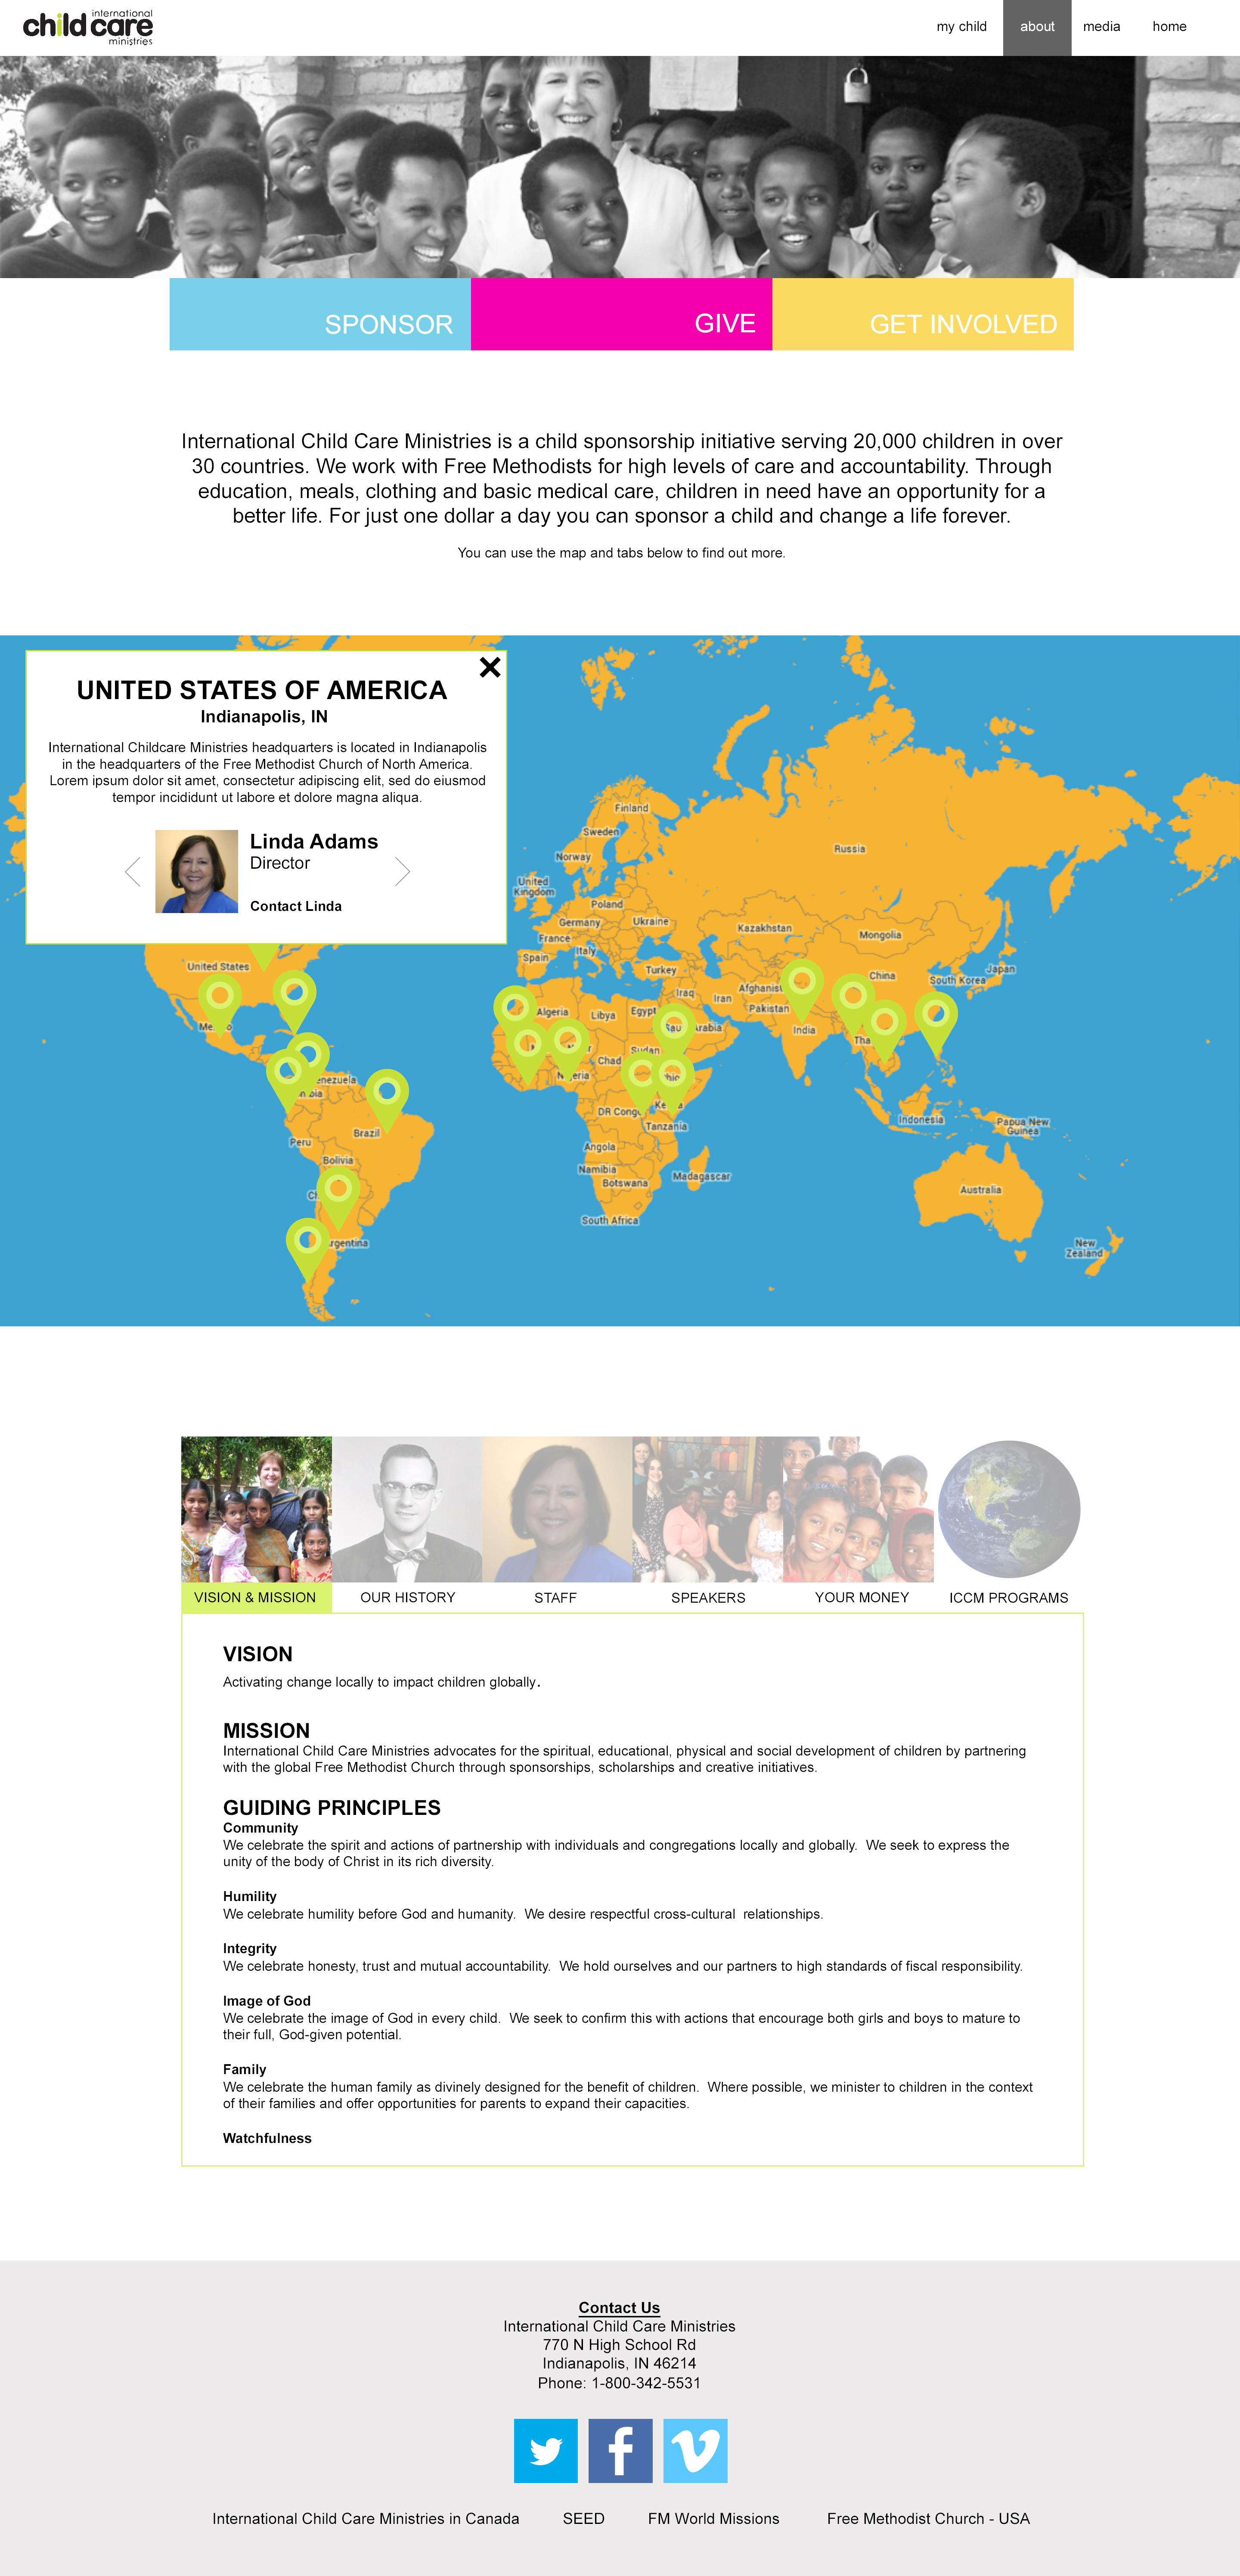 international
child care
ministries
my child
about
media
home
SPONSOR
GIVE
GET INVOLVED
International Child Care Ministries is a child sponsorship initiative serving 20,000 children in over
30 countries. We work with Free Methodists for high levels of care and accountability. Through
education, meals, clothing and basic medical care, children in need have an opportunity for a
better life. For just one dollar a day you can sponsor a child and change a life forever.
You can use the map and tabs below to find out more.
UNITED STATES OF AMERICA
Indianapolis, IN
International Childcare Ministries headquarters is located in Indianapolis
in the headquarters of the Free Methodist Church of North America.
Lorem ipsum dolor sit amet, consectetur adipiscing elit, sed do eiusmod
tempor incididunt ut labore et dolore magna aliqua.
Linda Adams
Director
Contact Linda
Finland
Sweden
Russia
Norway
United
Kingdom
Poland
Germany
Ukraine
Kazakhstan
France
Mongolia
Italy
Spain
United States
Turkey
China
Japan
South Korea
Afghanist
Iraq
Iran
Pakistan
Algeria
Libya
Egypt
Sau
Arabia
India
Tha
Chad
Sudan
DR Congo
Tanzania
Brazil
Peru
Indonesia
Papua New
Guinea
Angola
Bolivia
Namibia
Botswana
Madagascar
Australia
South Africa
rgentina
New
Zealand
VISION & MISSION
OUR HISTORY
STAFF
SPEAKERS
YOUR MONEY
ICCM PROGRAMS
VISION
Activating change locally to impact children globally.
MISSION
International Child Care Ministries advocates for the spiritual, educational, physical and social development of children by partnering
with the global Free Methodist Church through sponsorships, scholarships and creative initiatives.
GUIDING PRINCIPLES
Community
We celebrate the spirit and actions of partnership with individuals and congregations locally and globally.  We seek to express the
unity of the body of Christ in its rich diversity.
Humility
We celebrate humility before God and humanity.  We desire respectful cross-cultural  relationships.
Integrity
We celebrate honesty, trust and mutual accountability.  We hold ourselves and our partners to high standards of fiscal responsibility.
Image of God
We celebrate the image of God in every child.  We seek to confirm this with actions that encourage both girls and boys to mature to
their full, God-given potential.
Family
We celebrate the human family as divinely designed for the benefit of children.  Where possible, we minister to children in the context
of their families and offer opportunities for parents to expand their capacities.
Watchfulness
Contact Us
International Child Care Ministries
770 N High School Rd
Indianapolis, IN 46214
Phone: 1-800-342-5531
International Child Care Ministries in Canada
SEED
FM World Missions
Free Methodist Church - USA